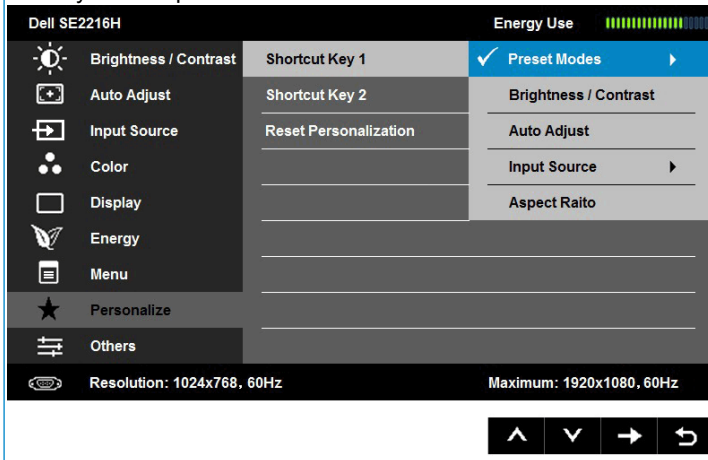 Dell SE2216H Energy Use
Brightness / Contrast Shortcut Key 1 Preset Modes
Auto Adjust Shortcut Key 2 Brightness / Contrast
Input Source Reset Personalization Auto Adjust
Color Input Source
Display Aspect Raito
Energy
Menu
Personalize
Others
Resolution: 1024x768, 60Hz Maximum: 1920x1080, 60Hz